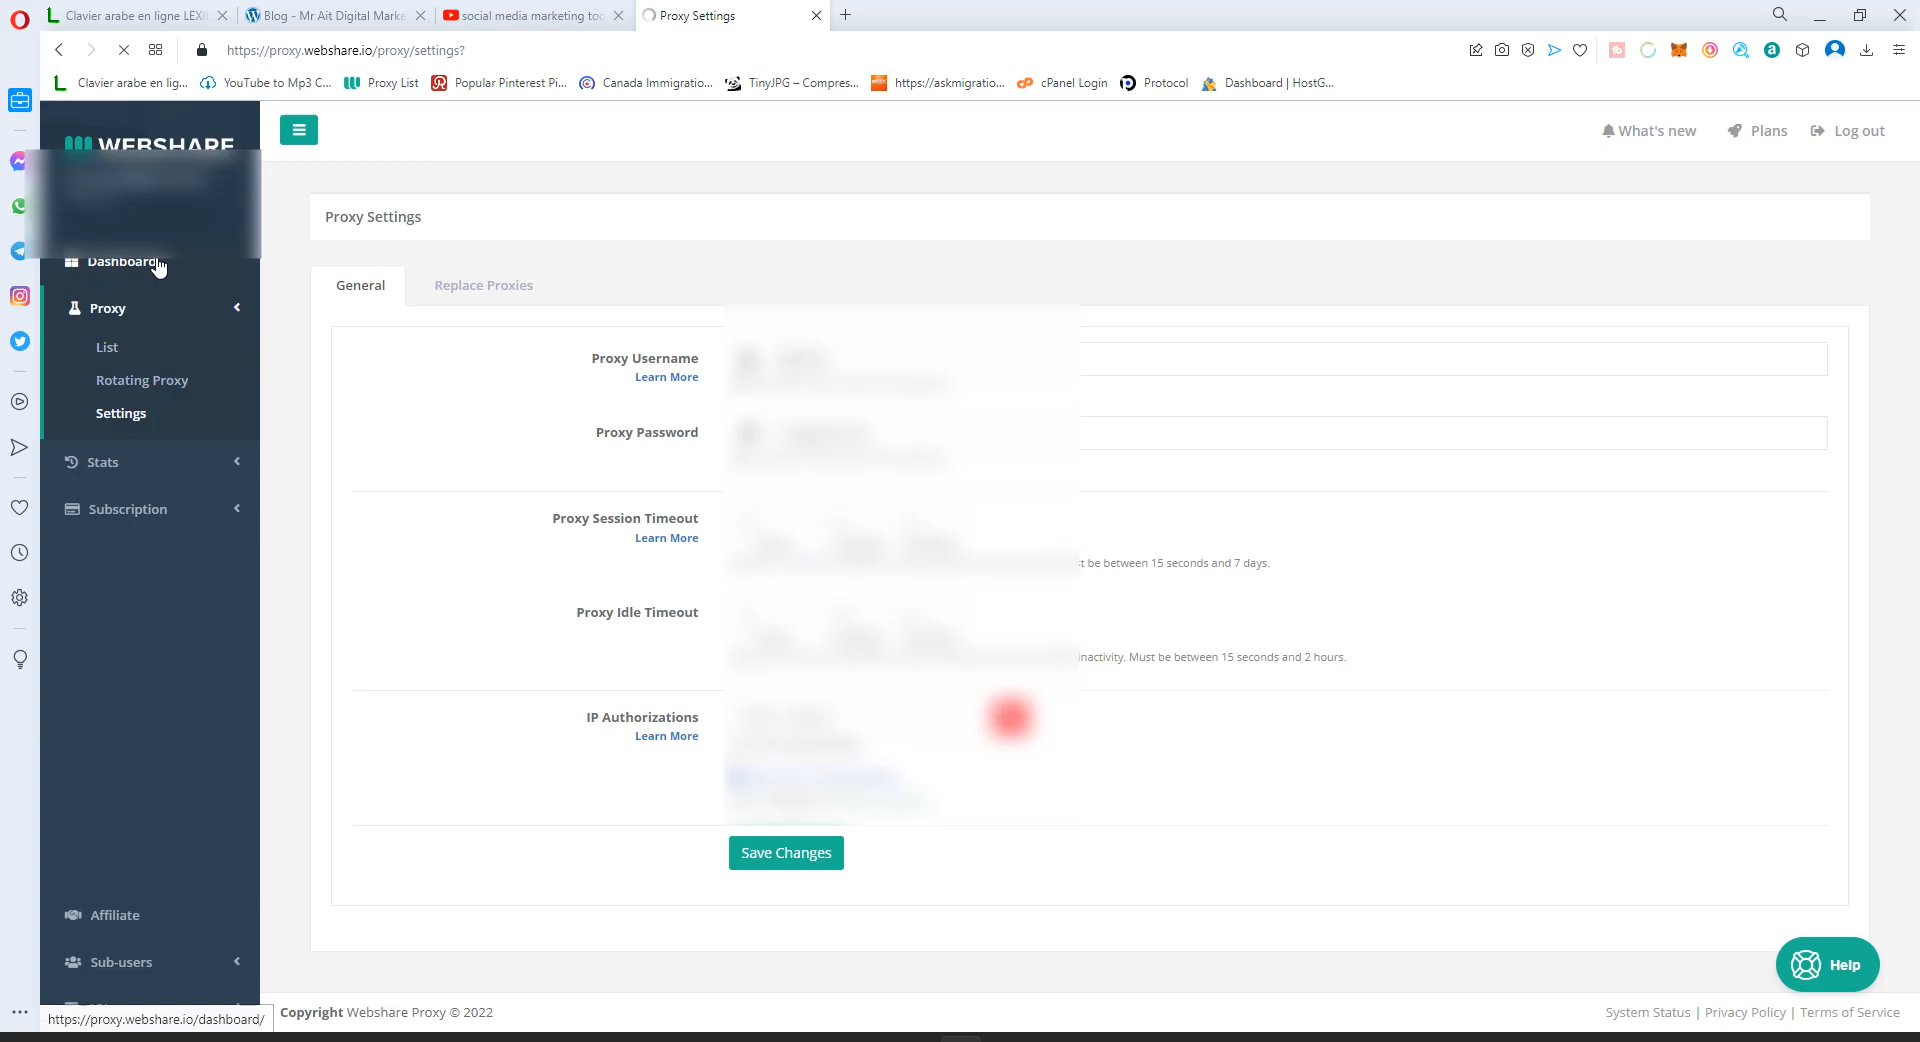 Clavier arabe en ligne LEXI
Blog - Mr Ait Digital Marke
social media marketing too
Proxy Settings
https://proxy.webshare.io/proxy/settings?
Clavier arabe en lig...
YouTube to Mp3 C...
Proxy List
Popular Pinterest Pi...
Canada Immigratio...
TinyJPG – Compres...
https://askmigratio...
cPanel Login
Protocol
Dashboard | HostG...
WEBSHARE
What's new
Plans
Log out
Dashboard
Proxy
List
Rotating Proxy
Settings
Stats
Subscription
Affiliate
Sub-users
https://proxy.webshare.io/dashboard/
Proxy Settings
General
Replace Proxies
Proxy Username
Learn More
Proxy Password
Proxy Session Timeout
Learn More
t be between 15 seconds and 7 days.
Proxy Idle Timeout
inactivity. Must be between 15 seconds and 2 hours.
IP Authorizations
Learn More
Save Changes
Help
Copyright Webshare Proxy © 2022
System Status | Privacy Policy | Terms of Service